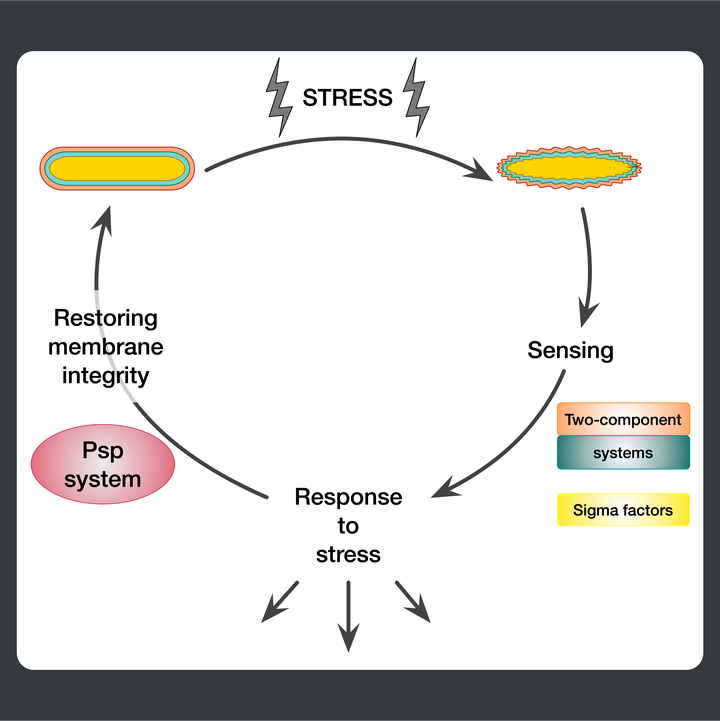 STRESS
Restoring
membrane
integrity
Sensing
Two-component
systems
Sigma factors
Psp
system
Response
to
stress